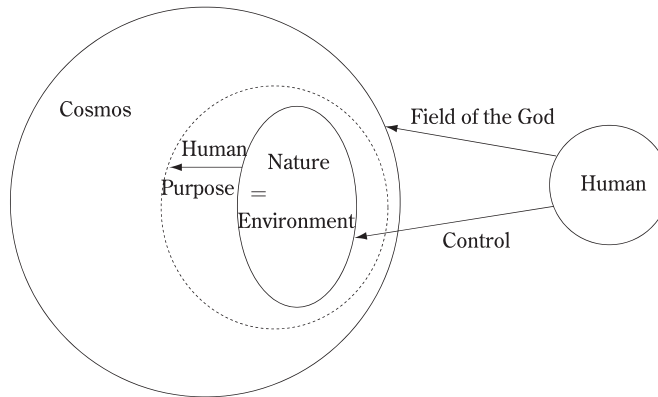 Cosmos
Field of the God
Human
Nature
Human
Purpose =
Environment
Control